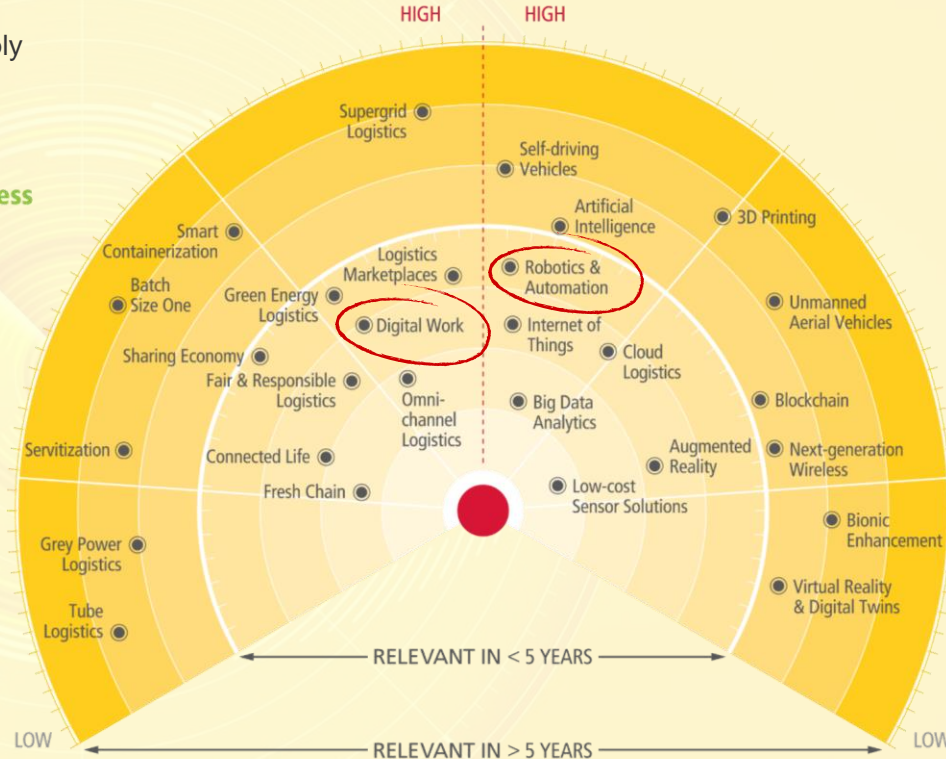 HIGH
HIGH
ply
Supergrid
Logistics
Self-driving
Vehicles
ess
Artificial
Intelligence
3D Printing
Smart
Containerization
Logistics
Marketplaces
Robotics &
Automation
Batch
Size One
Green Energy
Logistics
Unmanned
Aerial Vehicles
Digital Work
Internet of
Things
Sharing Economy
Cloud
Logistics
Fair & Responsible
Logistics
Omni-
channel
Logistics
Big Data
Analytics
Blockchain
Servitization
Connected Life
Augmented
Reality
Next-generation
Wireless
Fresh Chain
Low-cost
Sensor Solutions
Bionic
Enhancement
Grey Power
Logistics
Virtual Reality
& Digital Twins
Tube
Logistics
RELEVANT IN < 5 YEARS
LOW
LOW
RELEVANT IN > 5 YEARS